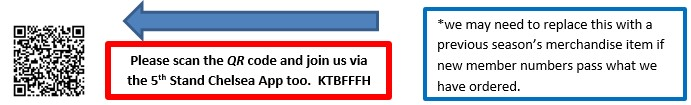 Please scan the QR code and join us via
the 5th Stand Chelsea App too. KTBFFFH
*we may need to replace this with a
previous season's merchandise item if
new member numbers pass what we
have ordered.